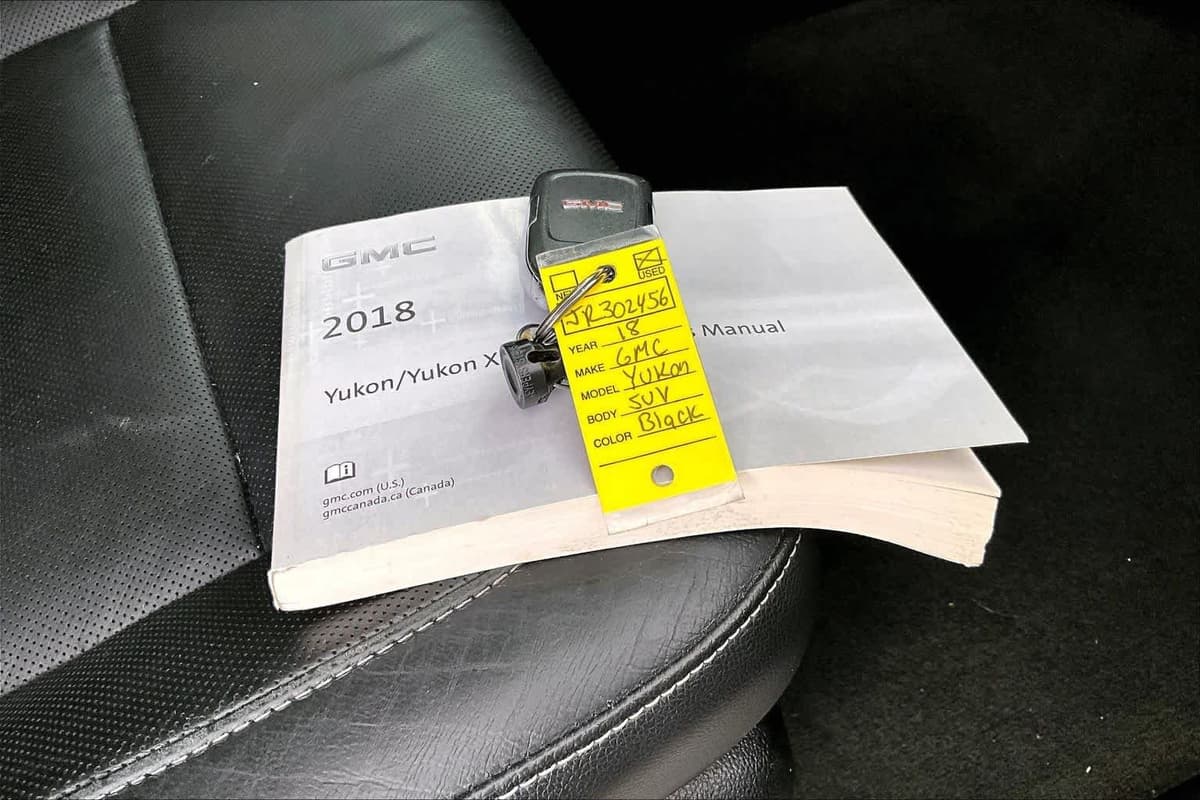 GMC
2018
Yukon/Yukon X
Manual
gmc.com (U.S.)
gmccanada.ca (Canada)
GMC
USED
JR302456
YEAR 18
MAKE GMC
MODEL YUKon
BODY SUV
COLOR Black